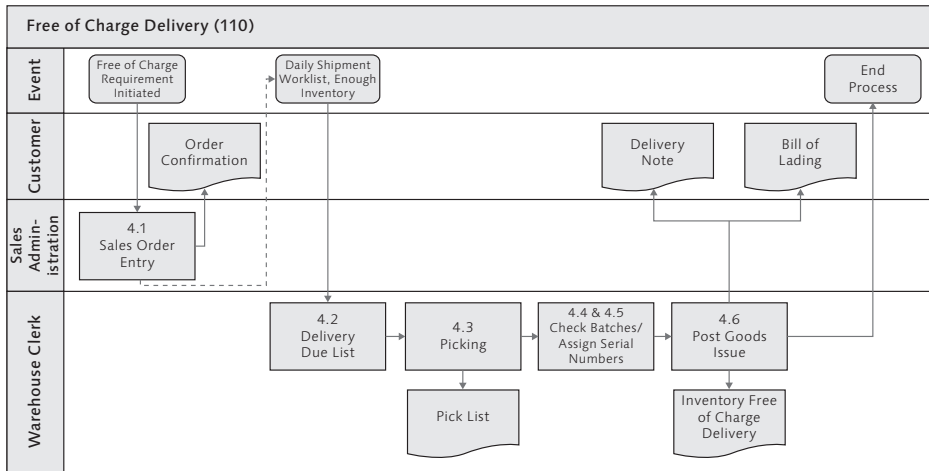 Free of Charge Delivery (110)
Event
Free of Charge
Requirement
Initiated
Daily Shipment
Worklist, Enough
Inventory
End
Process
Customer
Order
Confirmation
Delivery
Note
Bill of
Lading
Sales
Admin-
istration
4.1
Sales Order
Entry
Warehouse Clerk
4.2
Delivery
Due List
4.3
Picking
4.4 & 4.5
Check Batches/
Assign Serial
Numbers
4.6
Post Goods
Issue
Pick List
Inventory Free
of Charge
Delivery